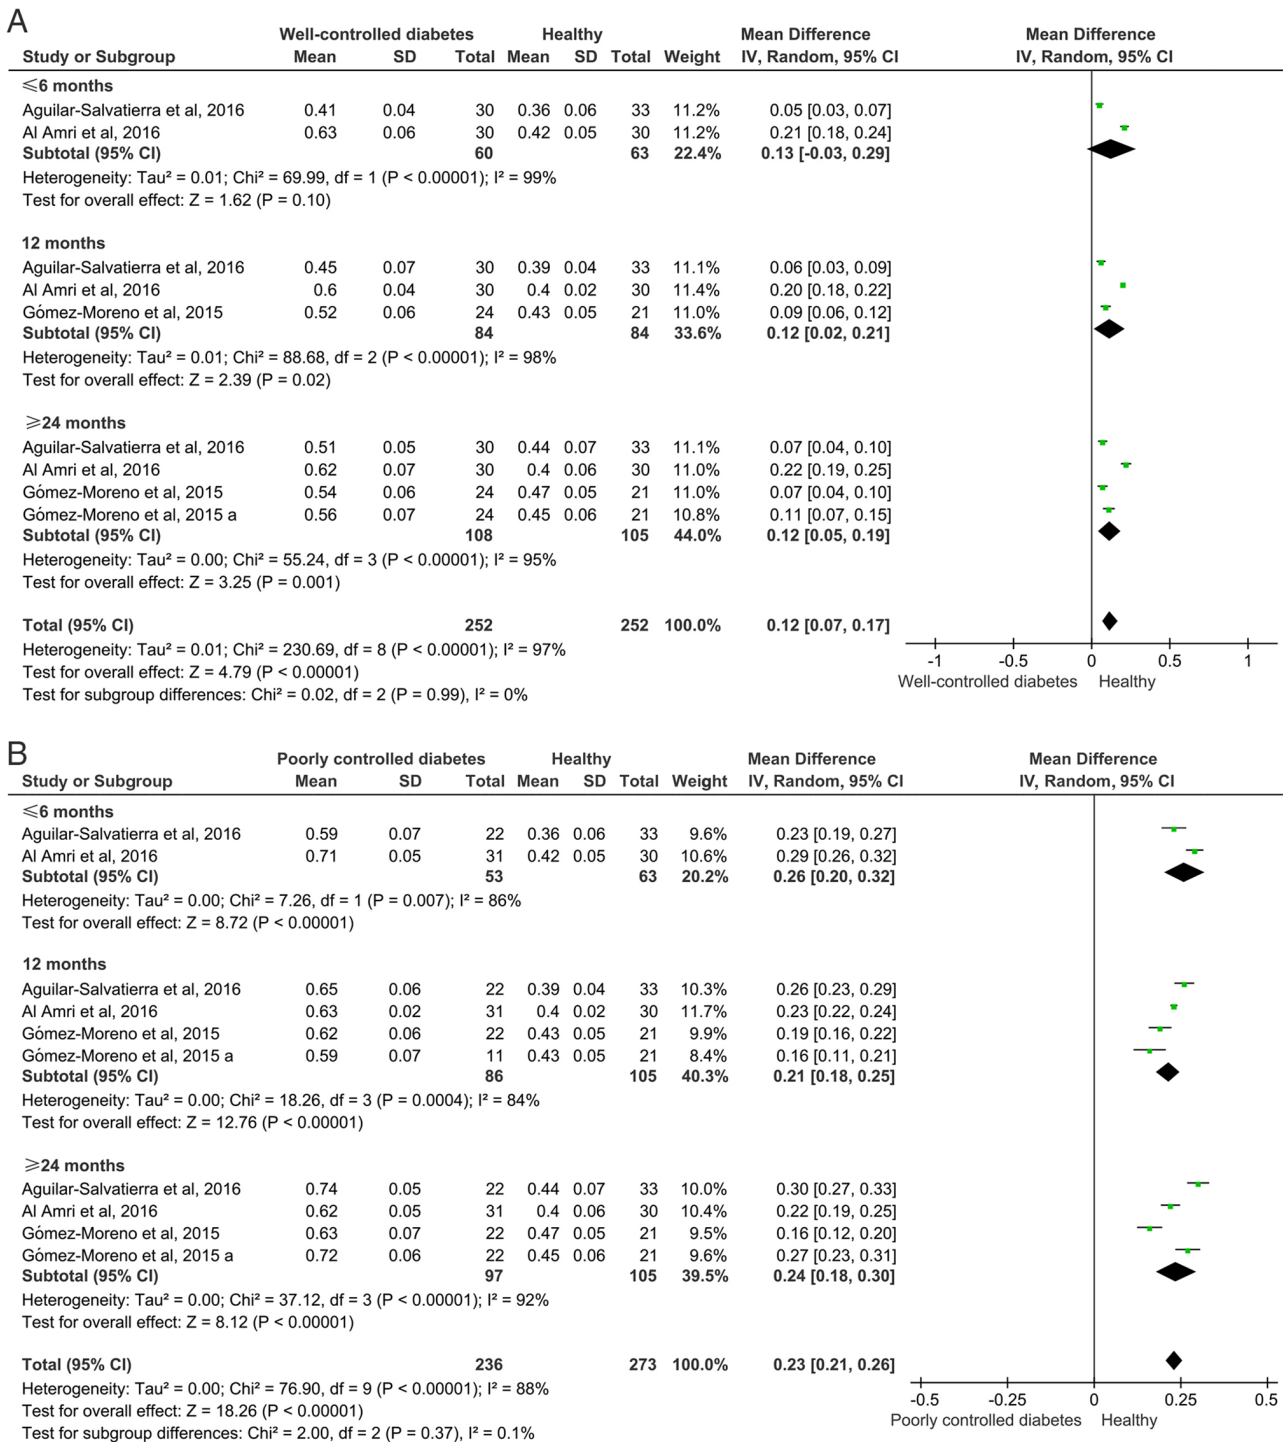 A
Well-controlled diabetes Healthy Mean Difference Mean Difference
Study or Subgroup Mean SD Total Mean SD Total Weight IV, Random, 95% CI IV, Random, 95% CI
≤6 months
Aguilar-Salvatierra et al, 2016 0.41 0.04 30 0.36 0.06 33 11.2% 0.05 [0.03, 0.07]
Al Amri et al, 2016 0.63 0.06 30 0.42 0.05 30 11.2% 0.21 [0.18, 0.24]
Subtotal (95% CI) 60 63 22.4% 0.13 [-0.03, 0.29]
Heterogeneity: Tau² = 0.01; Chi² = 69.99, df = 1 (P < 0.00001); I² = 99%
Test for overall effect: Z = 1.62 (P = 0.10)
12 months
Aguilar-Salvatierra et al, 2016 0.45 0.07 30 0.39 0.04 33 11.1% 0.06 [0.03, 0.09]
Al Amri et al, 2016 0.6 0.04 30 0.4 0.02 30 11.4% 0.20 [0.18, 0.22]
Gómez-Moreno et al, 2015 0.52 0.06 24 0.43 0.05 21 11.0% 0.09 [0.06, 0.12]
Subtotal (95% CI) 84 84 33.6% 0.12 [0.02, 0.21]
Heterogeneity: Tau² = 0.01; Chi² = 88.68, df = 2 (P < 0.00001); I² = 98%
Test for overall effect: Z = 2.39 (P = 0.02)
≥24 months
Aguilar-Salvatierra et al, 2016 0.51 0.05 30 0.44 0.07 33 11.1% 0.07 [0.04, 0.10]
Al Amri et al, 2016 0.62 0.07 30 0.4 0.06 30 11.0% 0.22 [0.19, 0.25]
Gómez-Moreno et al, 2015 0.54 0.06 24 0.47 0.05 21 11.0% 0.07 [0.04, 0.10]
Gómez-Moreno et al, 2015 a 0.56 0.07 24 0.45 0.06 21 10.8% 0.11 [0.07, 0.15]
Subtotal (95% CI) 108 105 44.0% 0.12 [0.05, 0.19]
Heterogeneity: Tau² = 0.00; Chi² = 55.24, df = 3 (P < 0.00001); I² = 95%
Test for overall effect: Z = 3.25 (P = 0.001)
Total (95% CI) 252 252 100.0% 0.12 [0.07, 0.17]
Heterogeneity: Tau² = 0.01; Chi² = 230.69, df = 8 (P < 0.00001); I² = 97%
Test for overall effect: Z = 4.79 (P < 0.00001)
Test for subgroup differences: Chi² = 0.02, df = 2 (P = 0.99), I² = 0%
-1 -0.5 0 0.5 1
Well-controlled diabetes Healthy
B
Poorly controlled diabetes Healthy Mean Difference Mean Difference
Study or Subgroup Mean SD Total Mean SD Total Weight IV, Random, 95% CI IV, Random, 95% CI
≤6 months
Aguilar-Salvatierra et al, 2016 0.59 0.07 22 0.36 0.06 33 9.6% 0.23 [0.19, 0.27]
Al Amri et al, 2016 0.71 0.05 31 0.42 0.05 30 10.6% 0.29 [0.26, 0.32]
Subtotal (95% CI) 53 63 20.2% 0.26 [0.20, 0.32]
Heterogeneity: Tau² = 0.00; Chi² = 7.26, df = 1 (P = 0.007); I² = 86%
Test for overall effect: Z = 8.72 (P < 0.00001)
12 months
Aguilar-Salvatierra et al, 2016 0.65 0.06 22 0.39 0.04 33 10.3% 0.26 [0.23, 0.29]
Al Amri et al, 2016 0.63 0.02 31 0.4 0.02 30 11.7% 0.23 [0.22, 0.24]
Gómez-Moreno et al, 2015 0.62 0.06 22 0.43 0.05 21 9.9% 0.19 [0.16, 0.22]
Gómez-Moreno et al, 2015 a 0.59 0.07 11 0.43 0.05 21 8.4% 0.16 [0.11, 0.21]
Subtotal (95% CI) 86 105 40.3% 0.21 [0.18, 0.25]
Heterogeneity: Tau² = 0.00; Chi² = 18.26, df = 3 (P = 0.0004); I² = 84%
Test for overall effect: Z = 12.76 (P < 0.00001)
≥24 months
Aguilar-Salvatierra et al, 2016 0.74 0.05 22 0.44 0.07 33 10.0% 0.30 [0.27, 0.33]
Al Amri et al, 2016 0.62 0.05 31 0.4 0.06 30 10.4% 0.22 [0.19, 0.25]
Gómez-Moreno et al, 2015 0.63 0.07 22 0.47 0.05 21 9.5% 0.16 [0.12, 0.20]
Gómez-Moreno et al, 2015 a 0.72 0.06 22 0.45 0.06 21 9.6% 0.27 [0.23, 0.31]
Subtotal (95% CI) 97 105 39.5% 0.24 [0.18, 0.30]
Heterogeneity: Tau² = 0.00; Chi² = 37.12, df = 3 (P < 0.00001); I² = 92%
Test for overall effect: Z = 8.12 (P < 0.00001)
Total (95% CI) 236 273 100.0% 0.23 [0.21, 0.26]
Heterogeneity: Tau² = 0.00; Chi² = 76.90, df = 9 (P < 0.00001); I² = 88%
Test for overall effect: Z = 18.26 (P < 0.00001)
Test for subgroup differences: Chi² = 2.00, df = 2 (P = 0.37), I² = 0.1%
-0.5 -0.25 0 0.25 0.5
Poorly controlled diabetes Healthy